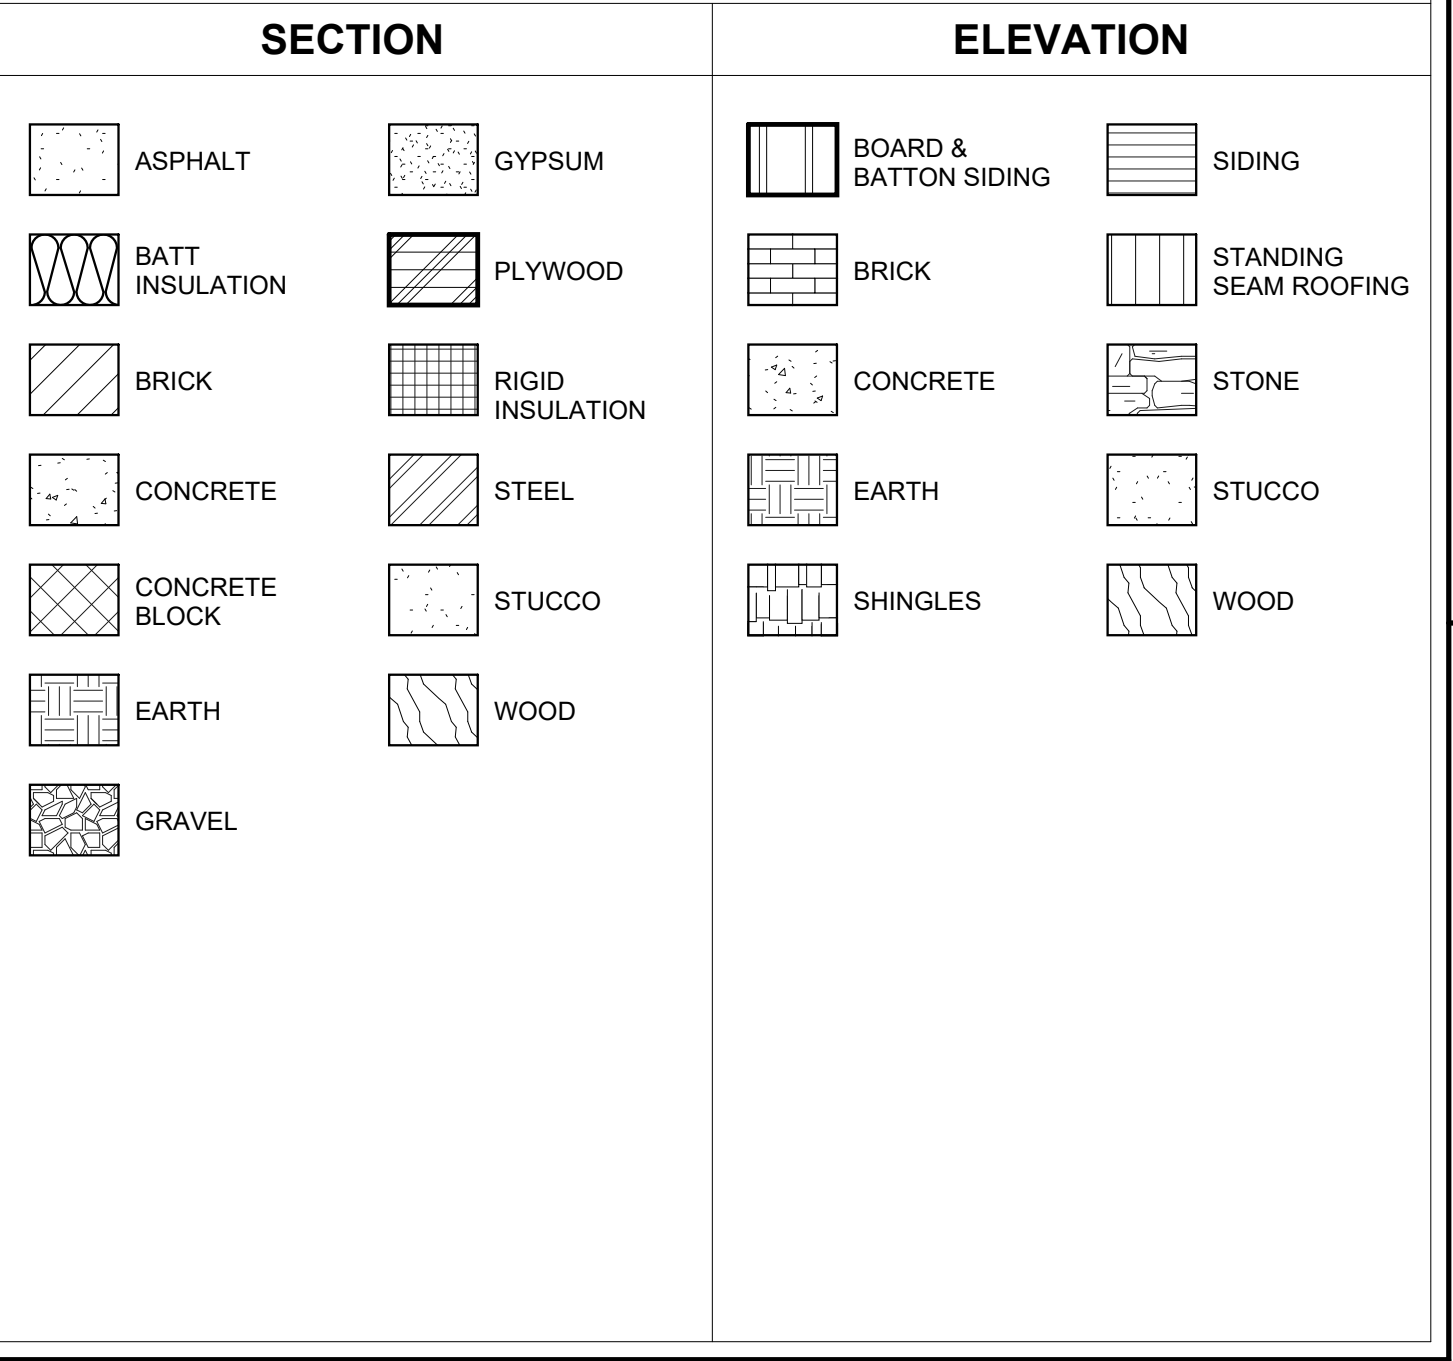 SECTION
ASPHALT
GYPSUM
BATT
INSULATION
PLYWOOD
BRICK
RIGID
INSULATION
CONCRETE
STEEL
CONCRETE
BLOCK
STUCCO
EARTH
WOOD
GRAVEL
ELEVATION
BOARD &
BATTON SIDING
SIDING
BRICK
STANDING
SEAM ROOFING
CONCRETE
STONE
EARTH
STUCCO
SHINGLES
WOOD